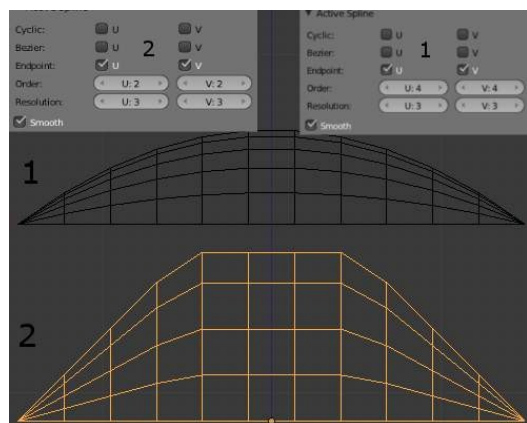 Cyclic: U V
Bezier: U 2 V
Endpoint: U V
Order: U: 2 V: 2
Resolution: U: 3 V: 3
Smooth
Active Spline
Cyclic: U V
Bezier: U 1 V
Endpoint: U V
Order: U: 4 V: 4
Resolution: U: 3 V: 3
Smooth
1
2